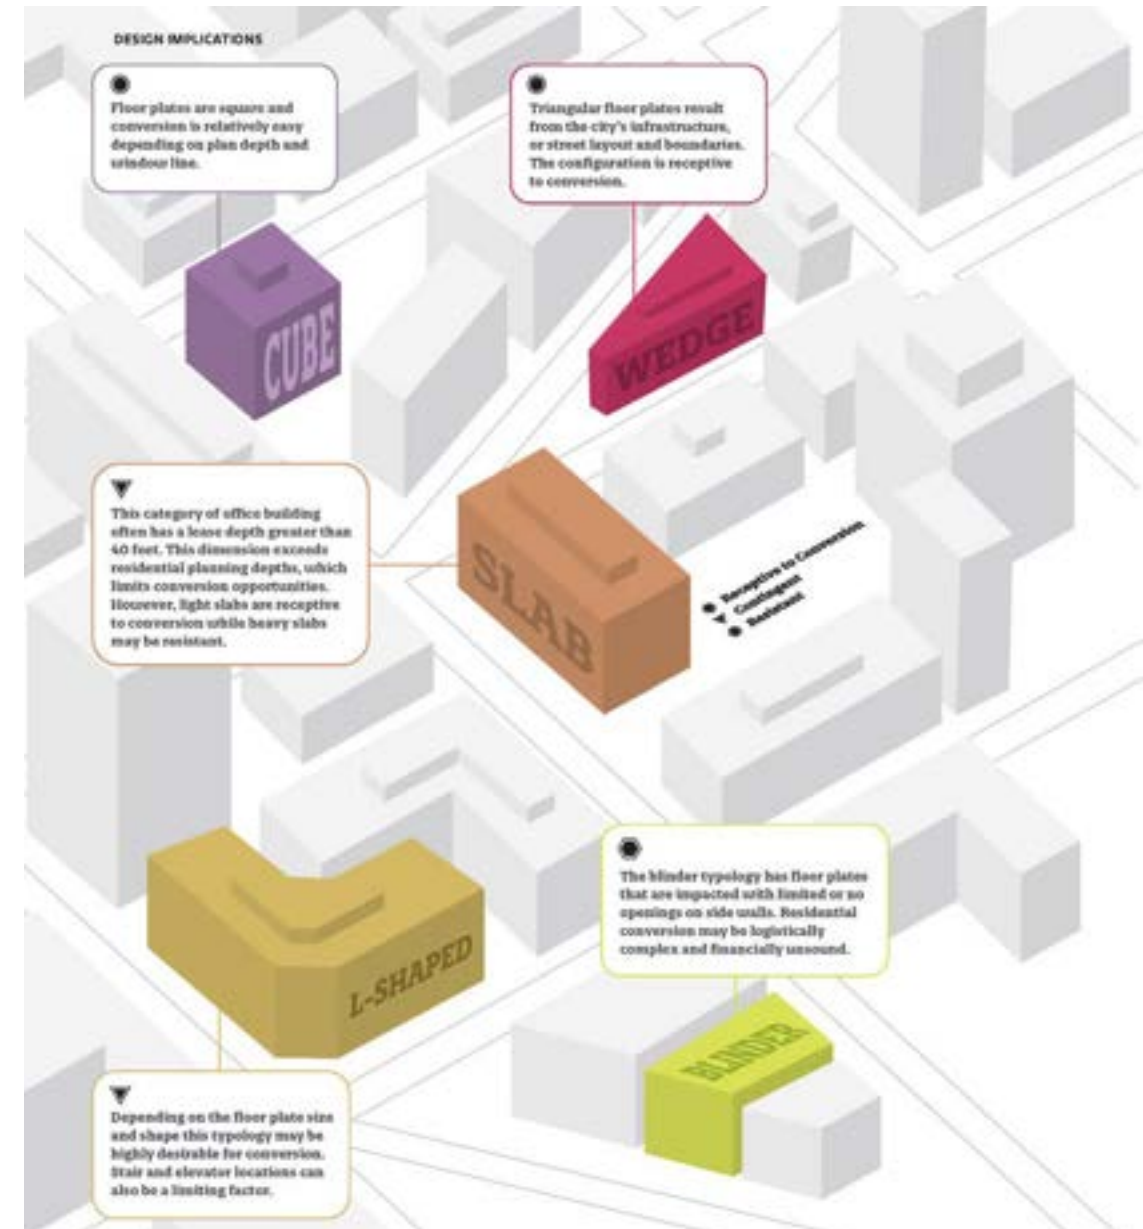 DESIGN IMPLICATIONS
Floor plates are square and
conversion is relatively easy
depending on plan depth and
window line.
Triangular floor plates result
from the city's infrastructure,
or street layout and boundaries.
The configuration is receptive
to conversion.
CUBE
WEDGE
This category of office building
often has a lease depth greater than
40 feet. This dimension exceeds
residential planning depths, which
limits conversion opportunities.
However, light slabs are receptive
to conversion while heavy slabs
may be resistant.
SLAB
Receptive to Conversion
Contingent
Resistant
L-SHAPED
The blinder typology has floor plates
that are impacted with limited or no
openings on side walls. Residential
conversion may be logistically
complex and financially unsound.
BLINDER
Depending on the floor plate size
and shape this typology may be
highly desirable for conversion.
Stair and elevator locations can
also be a limiting factor.